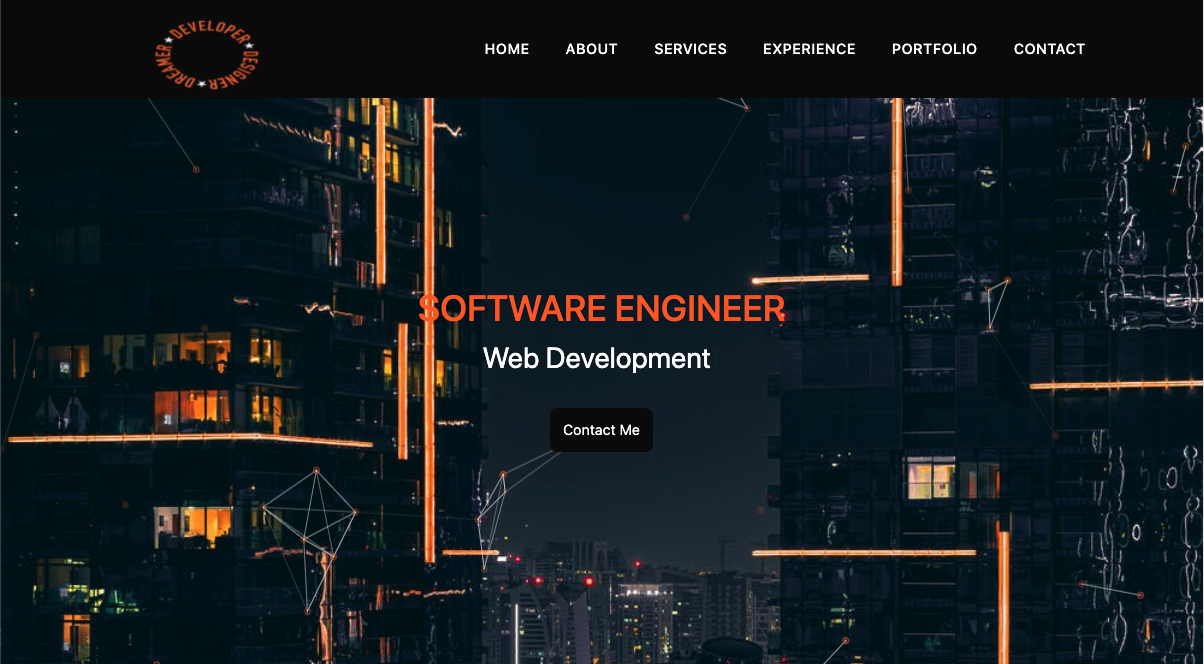 DEVELOPER ★ DESIGNER ★ DREAMER ★
HOME ABOUT SERVICES EXPERIENCE PORTFOLIO CONTACT
SOFTWARE ENGINEER
Web Development
Contact Me